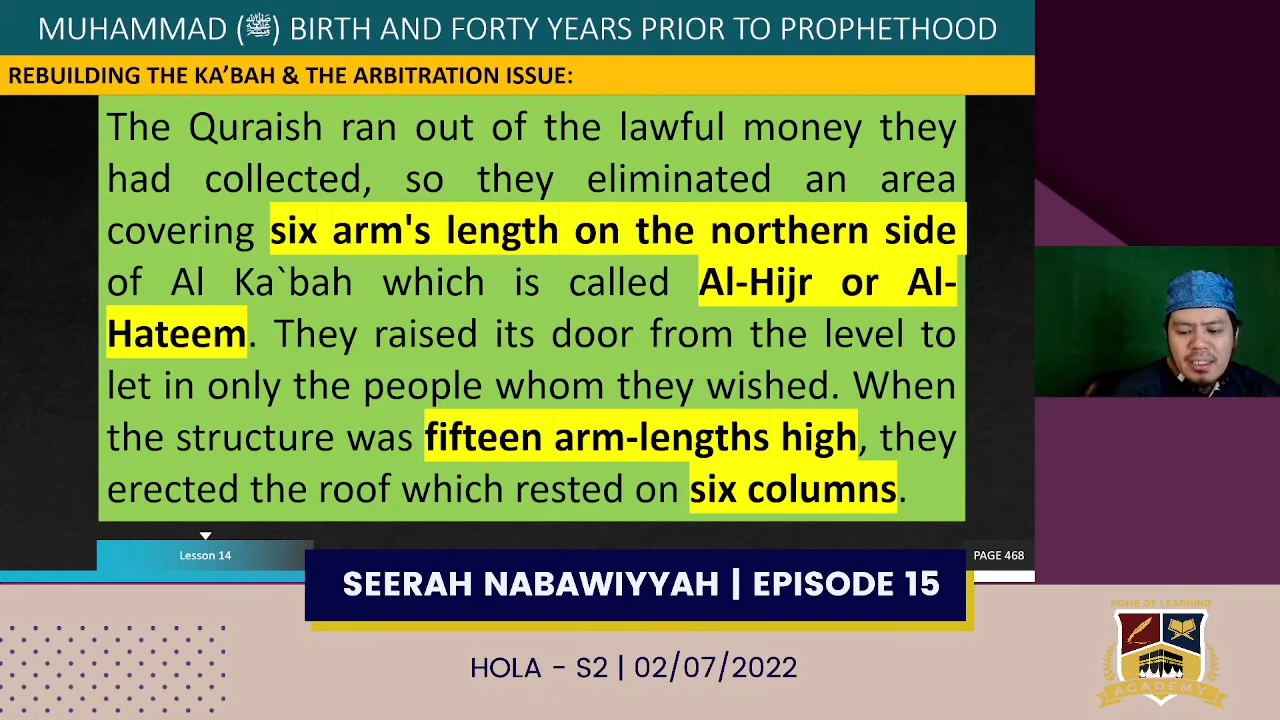 MUHAMMAD (ﷺ) BIRTH AND FORTY YEARS PRIOR TO PROPHETHOOD
REBUILDING THE KA’BAH & THE ARBITRATION ISSUE:
The Quraish ran out of the lawful money they
had collected, so they eliminated an area
covering six arm's length on the northern side
of Al Ka`bah which is called Al-Hijr or Al-
Hateem. They raised its door from the level to
let in only the people whom they wished. When
the structure was fifteen arm-lengths high, they
erected the roof which rested on six columns.
Lesson 14
PAGE 468
SEERAH NABAWIYYAH | EPISODE 15
HOLA - S2 | 02/07/2022
HOME OF LEARNING
ACADEMY